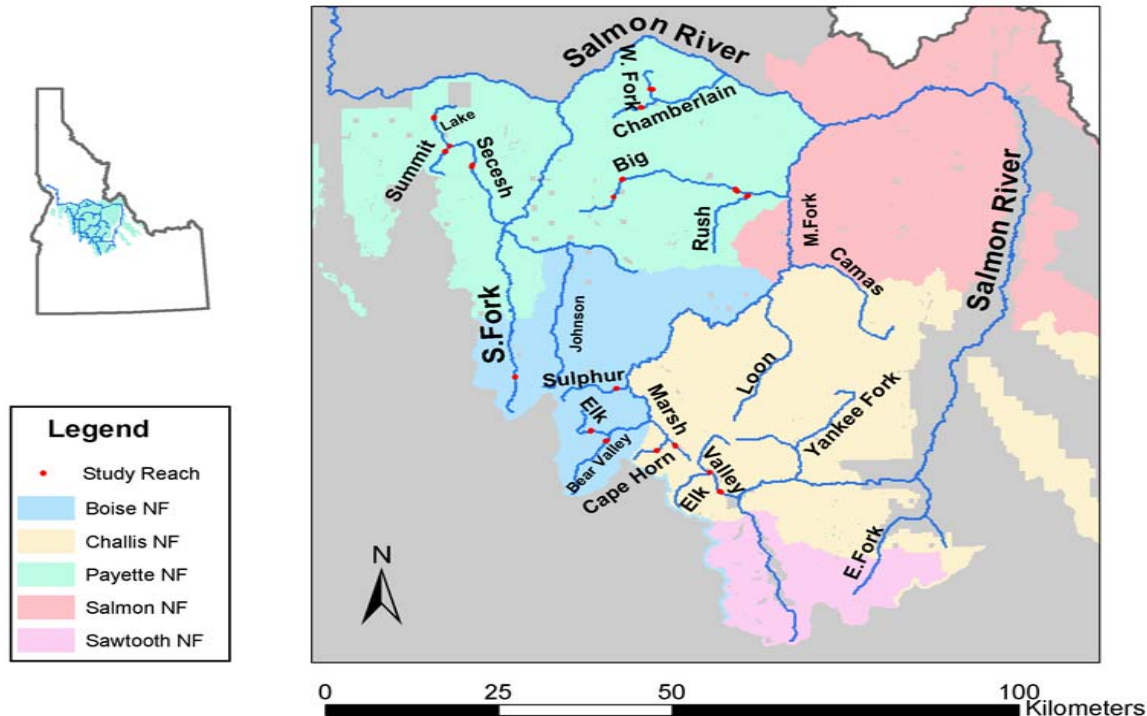 Salmon River
W. Fork
Chamberlain
Lake
Summit
Secesh
Big
Rush
M.Fork
Salmon River
Camas
S.Fork
Johnson
Sulphur
Loon
Elk
Marsh
Yankee Fork
Bear Valley
Cape Horn
Valley
Elk
E.Fork
N
Legend
Study Reach
Boise NF
Challis NF
Payette NF
Salmon NF
Sawtooth NF
0 25 50 100
Kilometers